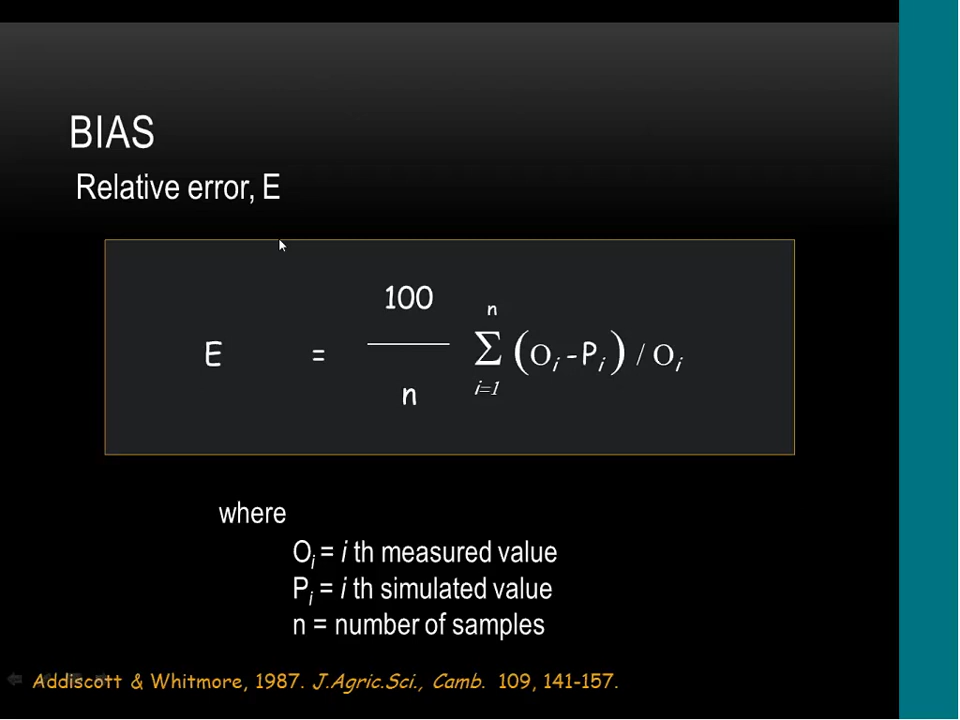 BIAS
Relative error, E
E = 100 / n n Σ i=1 (Oi - Pi) / Oi
where
Oi = i th measured value
Pi = i th simulated value
n = number of samples
Addiscott & Whitmore, 1987. J.Agric.Sci., Camb. 109, 141-157.